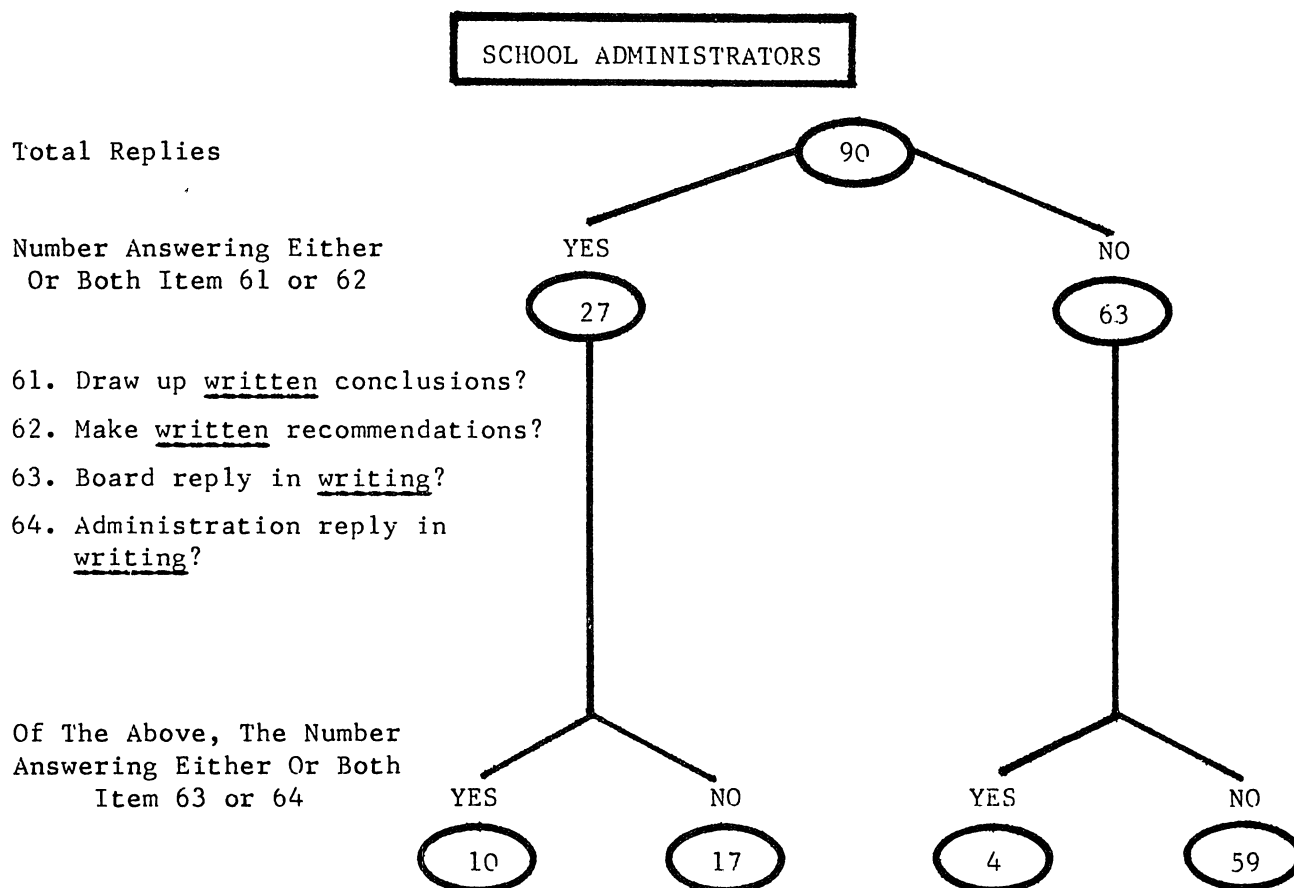 SCHOOL ADMINISTRATORS
Total Replies
90
Number Answering Either
Or Both Item 61 or 62
YES
NO
27
63
61. Draw up written conclusions?
62. Make written recommendations?
63. Board reply in writing?
64. Administration reply in
writing?
Of The Above, The Number
Answering Either Or Both
Item 63 or 64
YES
NO
YES
NO
10
17
4
59